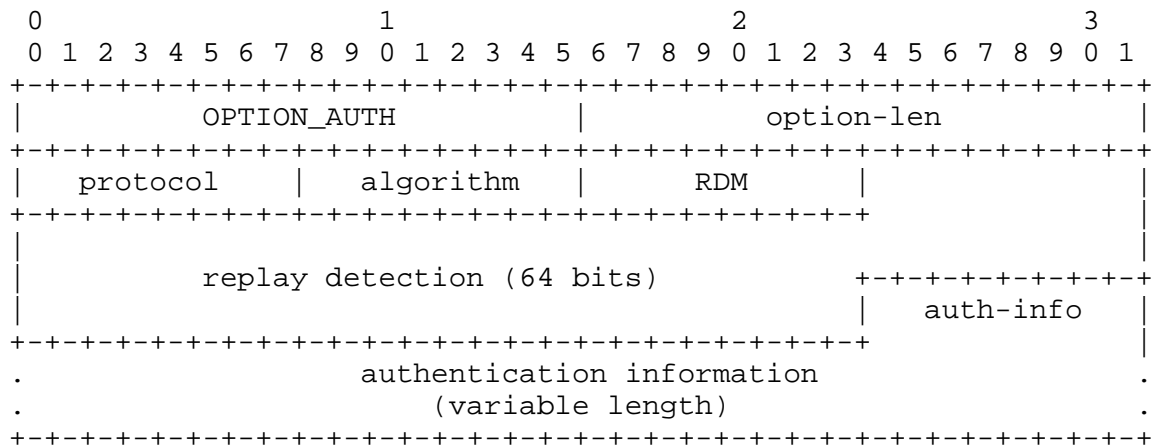 0                   1                   2                   3
 0 1 2 3 4 5 6 7 8 9 0 1 2 3 4 5 6 7 8 9 0 1 2 3 4 5 6 7 8 9 0 1
+-+-+-+-+-+-+-+-+-+-+-+-+-+-+-+-+-+-+-+-+-+-+-+-+-+-+-+-+-+-+-+-+
|          OPTION_AUTH          |          option-len           |
+-+-+-+-+-+-+-+-+-+-+-+-+-+-+-+-+-+-+-+-+-+-+-+-+-+-+-+-+-+-+-+-+
|   protocol    |   algorithm   |      RDM      |               |
+-+-+-+-+-+-+-+-+-+-+-+-+-+-+-+-+-+-+-+-+-+-+-+-+               |
|                                                               |
|          replay detection (64 bits)           +-+-+-+-+-+-+-+-+
|                                               |   auth-info   |
+-+-+-+-+-+-+-+-+-+-+-+-+-+-+-+-+-+-+-+-+-+-+-+-+               |
.                   authentication information                  .
.                       (variable length)                       .
+-+-+-+-+-+-+-+-+-+-+-+-+-+-+-+-+-+-+-+-+-+-+-+-+-+-+-+-+-+-+-+-+